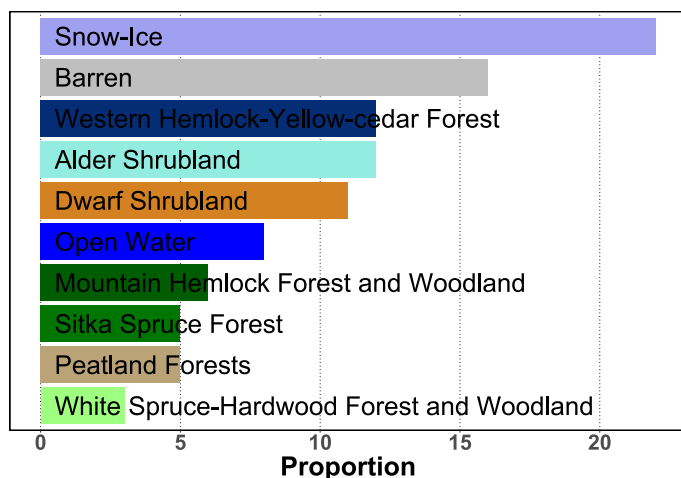 Snow-Ice
Barren
Western Hemlock-Yellow-cedar Forest
Alder Shrubland
Dwarf Shrubland
Open Water
Mountain Hemlock Forest and Woodland
Sitka Spruce Forest
Peatland Forests
White Spruce-Hardwood Forest and Woodland
0 5 10 15 20
Proportion